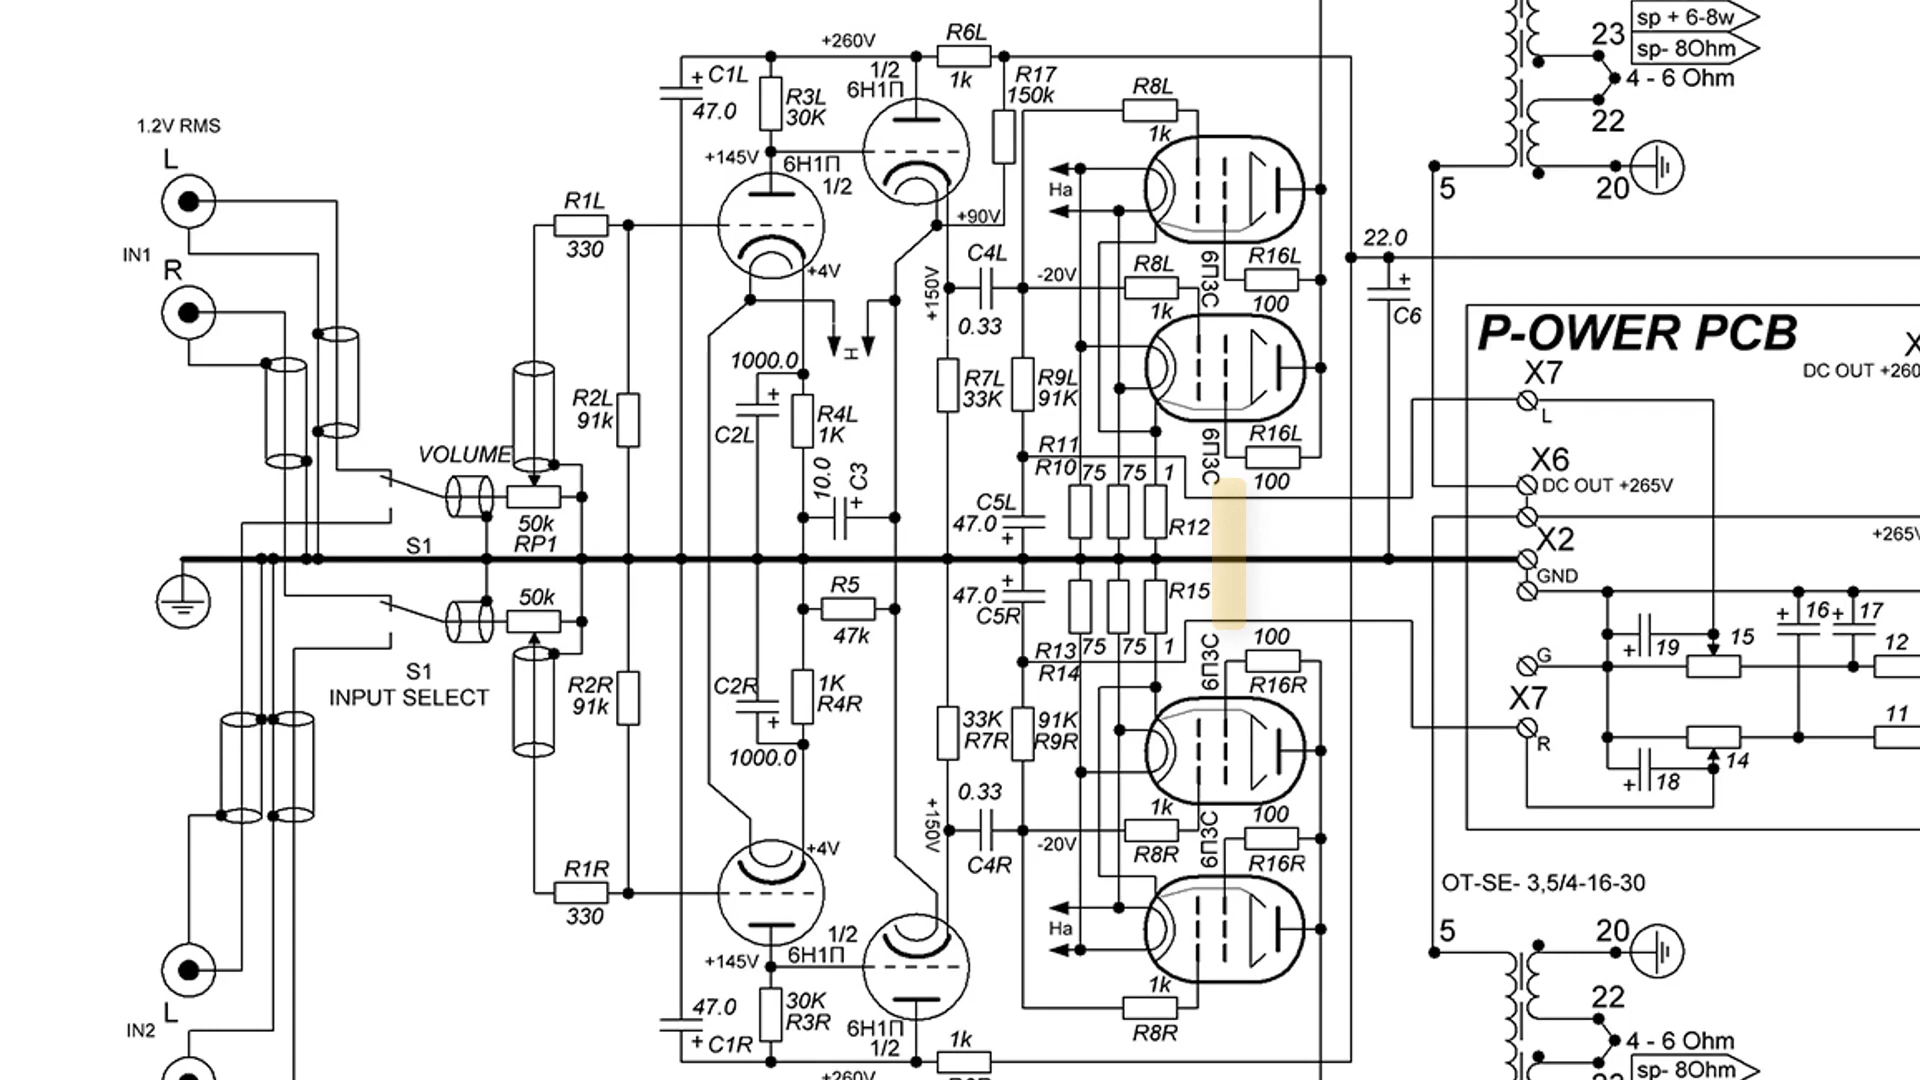 sp + 6-8w
23
sp- 8Ohm
4 - 6 Ohm
22
5
20
+260V
R6L
1k
1/2
6Н1П
R17
150k
C1L
+
47.0
R3L
30K
+145V
6Н1П
1/2
R8L
1k
1.2V RMS
L
IN1
R
R1L
330
+4V
+90V
Ha
+150V
C4L
0.33
-20V
R8L
1k
6П3С
R16L
100
22.0
+
C6
H
1000.0
+
C2L
R2L
91k
R4L
1K
10.0
+ C3
R7L
33K
R9L
91K
R11
R10
75
75
1
6П3С
R16L
100
P-OWER PCB
X7
L
DC OUT +260
X6
DC OUT +265V
X2
GND
+265V
VOLUME
50k
RP1
S1
C5L
47.0
+
R12
50k
R5
47k
+
47.0
C5R
R15
S1
INPUT SELECT
R2R
91k
C2R
+
1000.0
1K
R4R
R13
R14
75
75
1
6П3С
100
R16R
33K
R7R
91K
R9R
G
X7
R
+
19
15
+
16
+
17
12
11
14
+
18
0.33
+150V
C4R
-20V
1k
R8R
6П3С
100
R16R
OT-SE- 3,5/4-16-30
R1R
330
+4V
Ha
+145V
1/2
6Н1П
47.0
+
C1R
30K
R3R
6Н1П
1/2
1k
1k
R8R
L
IN2
5
20
22
4 - 6 Ohm
sp- 8Ohm
+260V